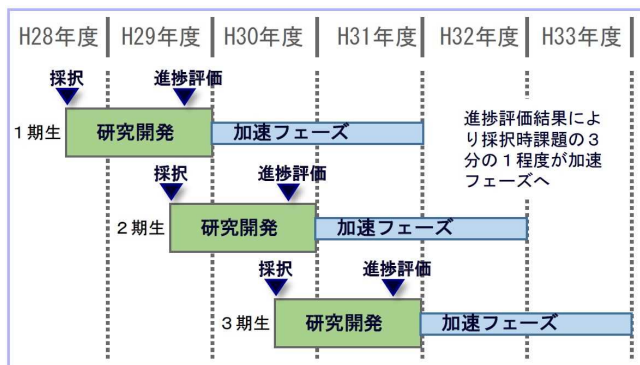 H28年度 H29年度 H30年度 H31年度 H32年度 H33年度
採択 進捗評価
1期生 研究開発 加速フェーズ
進捗評価結果によ
り採択時課題の3
分の1程度が加速
フェーズへ
採択 進捗評価
2期生 研究開発 加速フェーズ
採択 進捗評価
3期生 研究開発 加速フェーズ